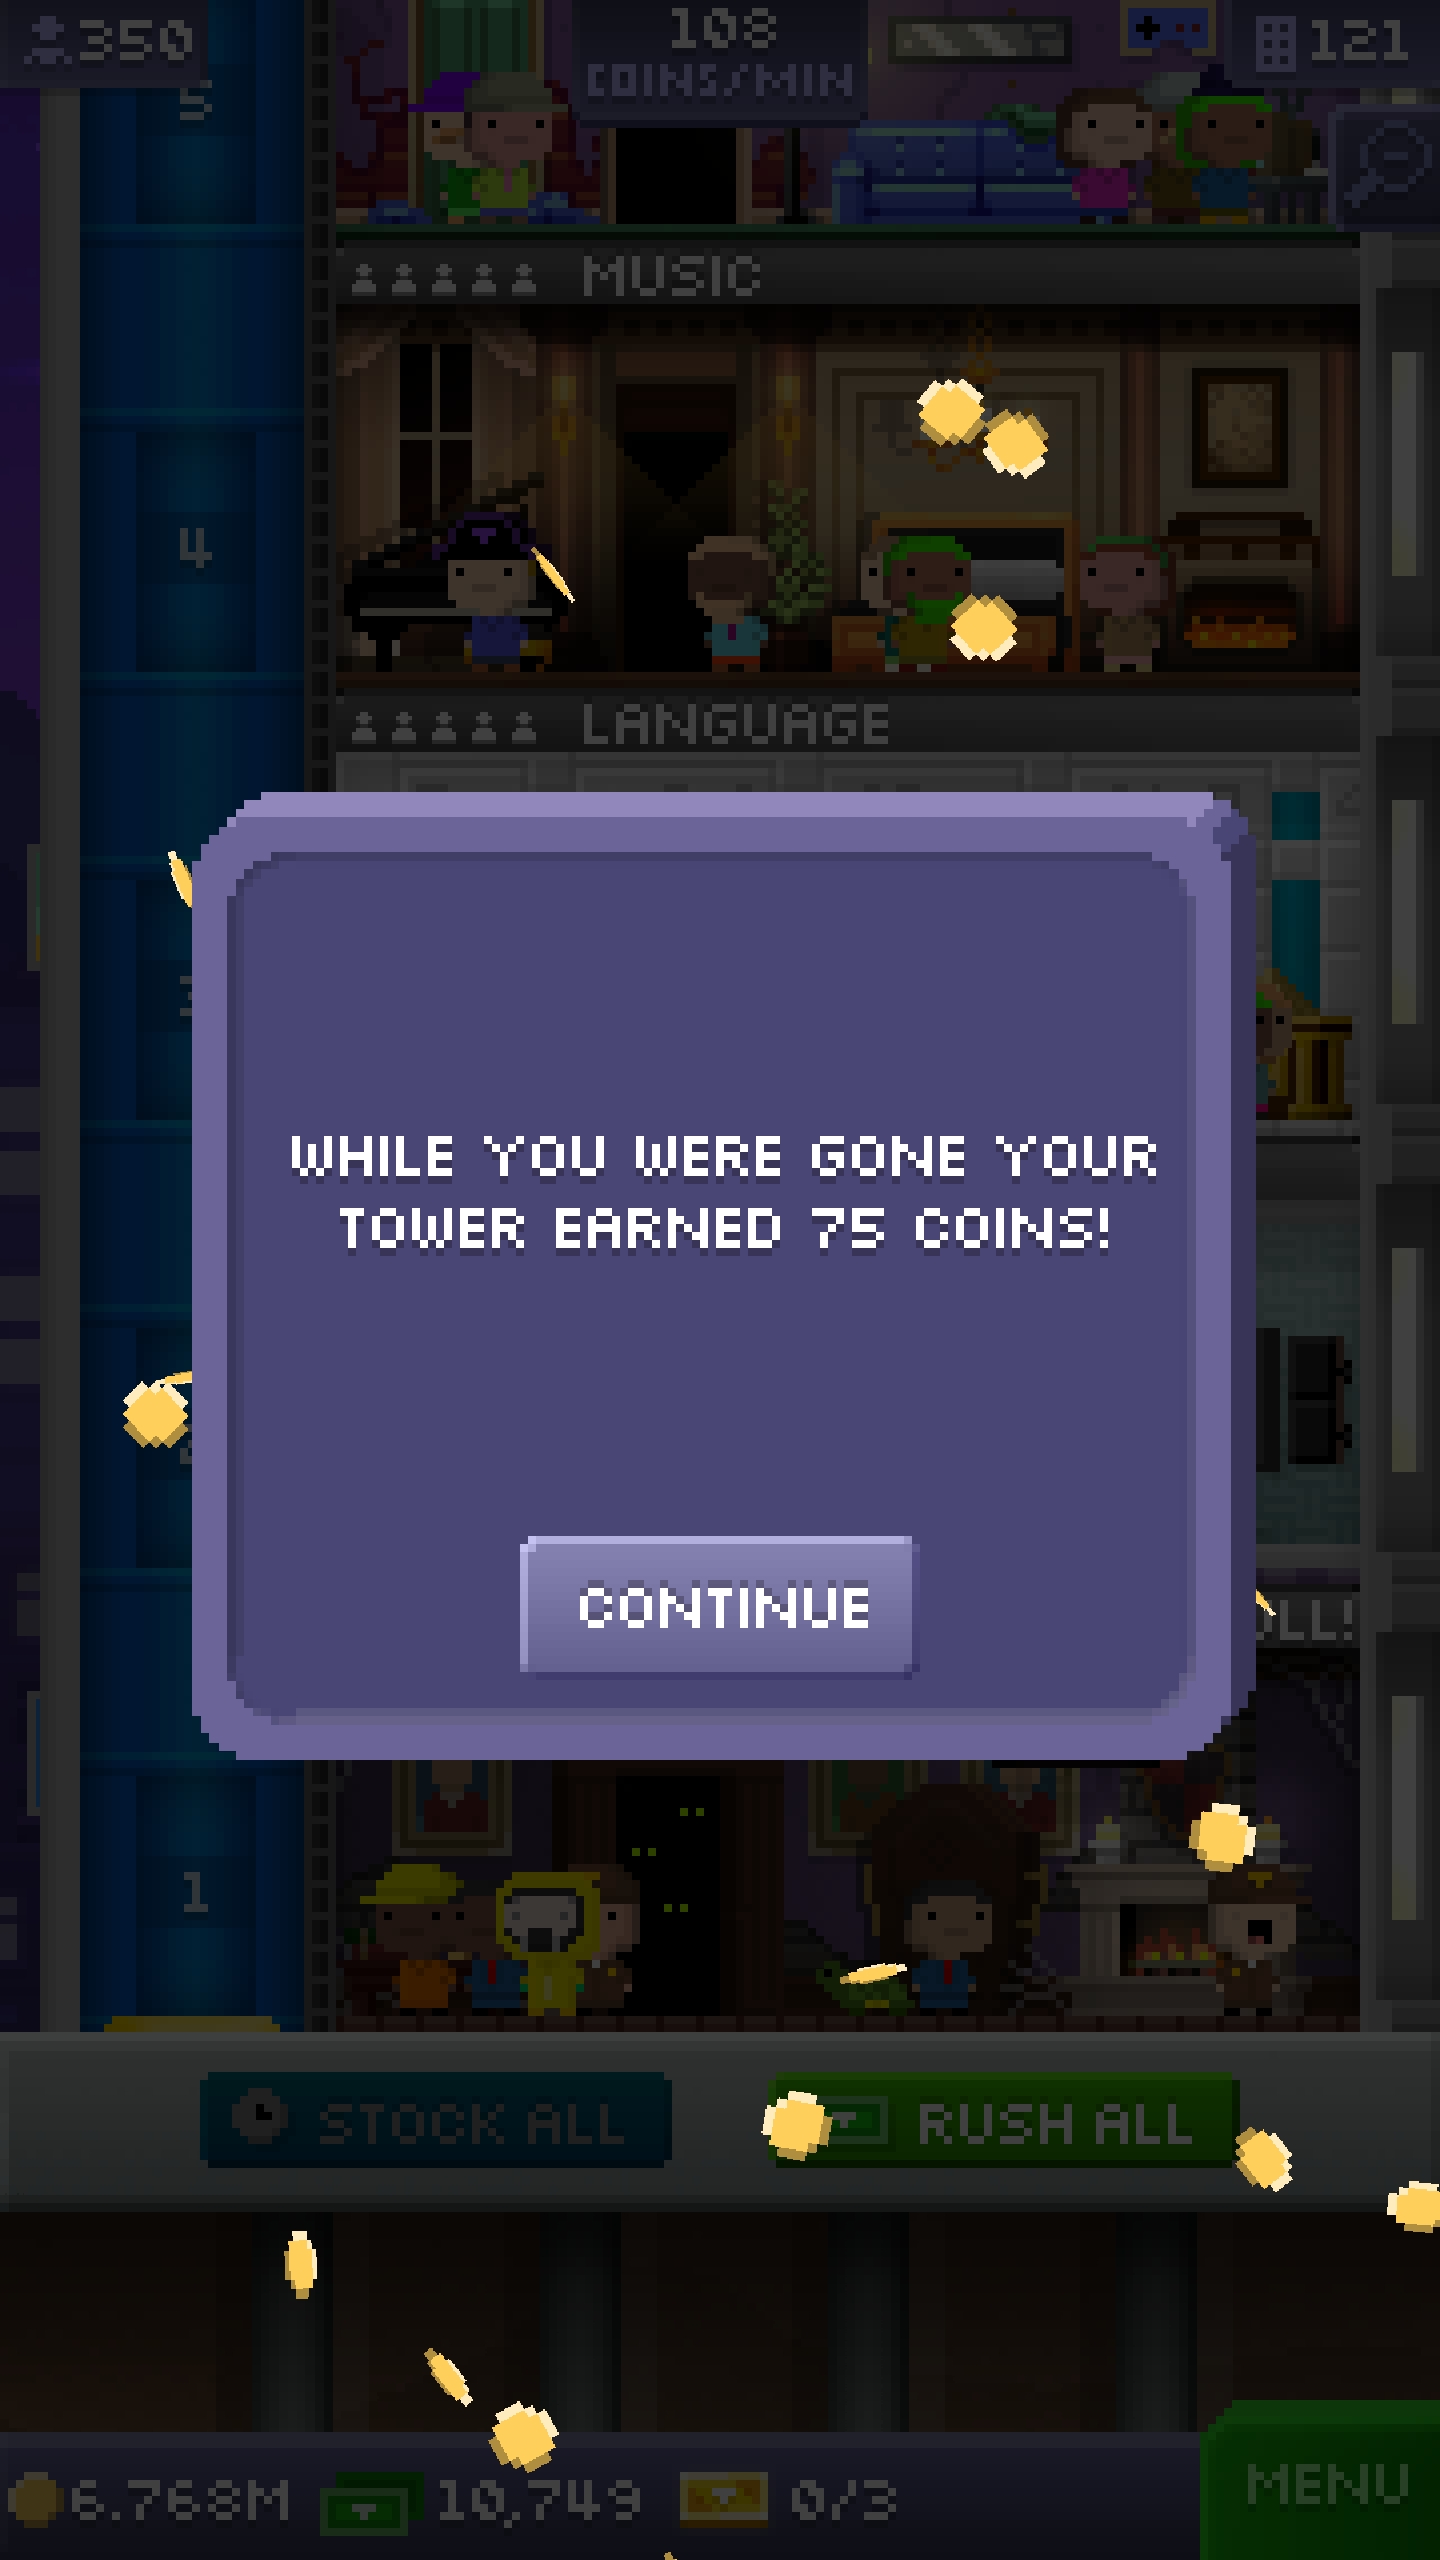 350
108
COINS/MIN
121
5
MUSIC
4
LANGUAGE
WHILE YOU WERE GONE YOUR
TOWER EARNED 75 COINS!
CONTINUE
1
STOCK ALL
RUSH ALL
6.768M
10,749
0/3
MENU